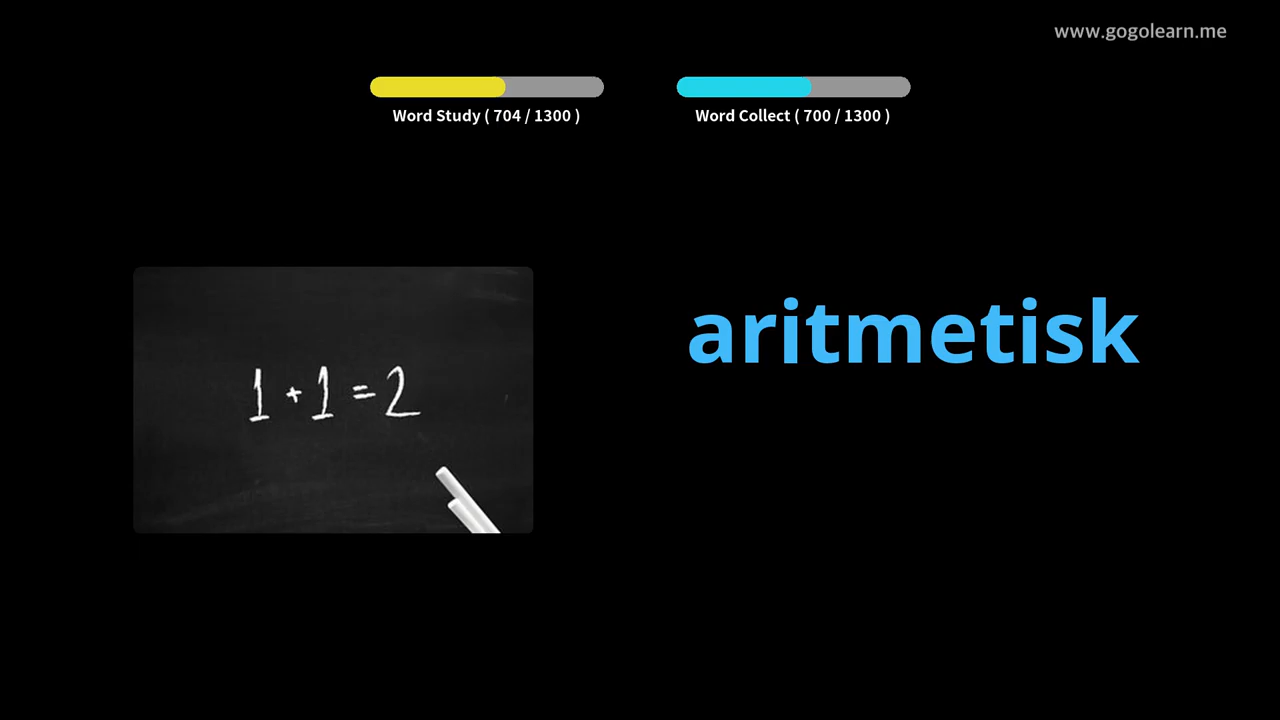 www.gogolearn.me
Word Study ( 704 / 1300 )
Word Collect ( 700 / 1300 )
aritmetisk
1 + 1 = 2